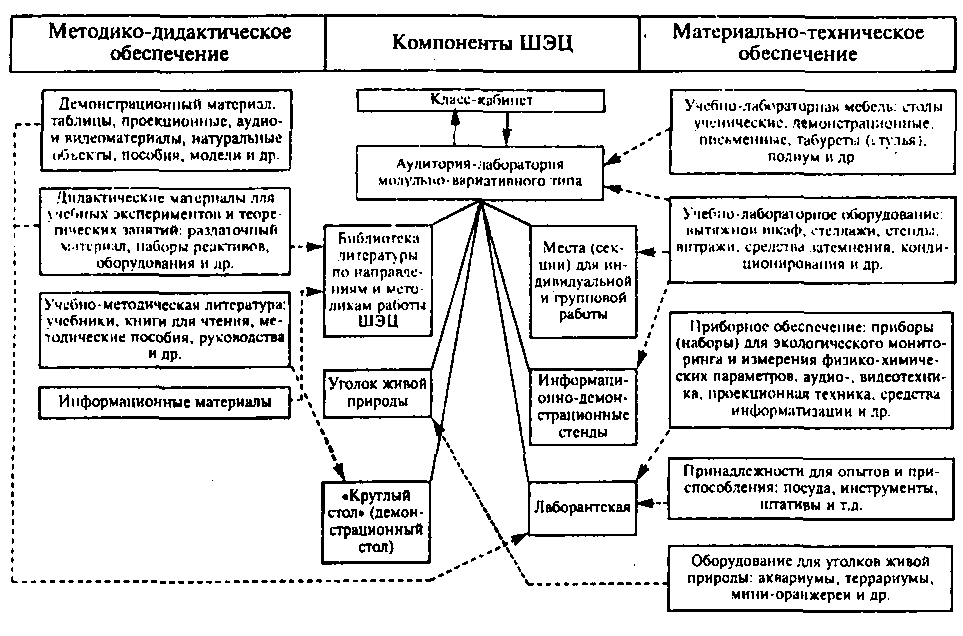 Методико-дидактическое
обеспечение
Компоненты ШЭЦ
Материально-техническое
обеспечение
Демонстрационный материал,
таблицы, проекционные, аудио-
и видеоматериалы, натуральные
объекты, пособия, модели и др.
Дидактические материалы для
учебных экспериментов и теоре-
тических занятий: раздаточный
материал, наборы реактивов,
оборудования и др.
Учебно-методическая литература:
учебники, книги для чтения, ме-
тодические пособия, руководства
и др.
Информационные материалы
Класс-кабинет
Аудитория-лаборатория
модульно-вариативного типа
Библиотека
литературы
по направле-
ниям и мето-
дикам работы
ШЭЦ
Места (сек-
ции) для ин-
дивидуальной
и групповой
работы
Уголок живой
природы
Информаци-
онно-демон-
страционные
стенды
«Круглый
стол» (демон-
страционный
стол)
Лаборантская
Учебно-лабораторная мебель: столы
ученические, демонстрационные,
письменные, табуреты (стулья),
подиум и др
Учебно-лабораторное оборудование:
вытяжной шкаф, стеллажи, стенды,
витражи, средства затемнения, конди-
ционирования и др.
Приборное обеспечение: приборы
(наборы) для экологического монито-
ринга и измерения физико-химиче-
ских параметров, аудио-, видеотехни-
ка, проекционная техника, средства
информатизации и др.
Принадлежности для опытов и при-
способления: посуда, инструменты,
штативы и т.д.
Оборудование для уголков живой
природы: аквариумы, террариумы,
мини-оранжереи и др.